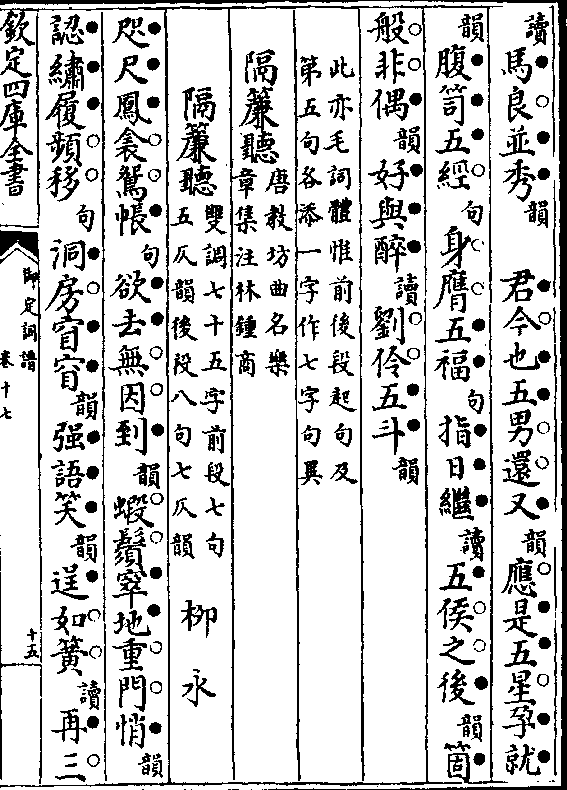 讀馬良並秀韻君今也五男還又韻應是五星孕就
韻腹笥五經句身膺五福句指日繼讀五侯之後韻箇
般非偶韻好與醉讀劉伶五斗韻
此亦毛詞體惟前後段起句及
第五句各添一字作七字句異
隔簾聽唐教坊曲名樂
章集注林鍾商
隔簾聽雙調七十五字前段七句
五仄韻後段八句七仄韻柳永
咫尺鳳衾鴛帳句欲去無因到韻蝦鬚窣地重門悄韻
認繡履頻移句洞房窅窅韻强語笑韻逞如簧讀再三
欽定四庫全書
御定詞譜
卷十七
十五